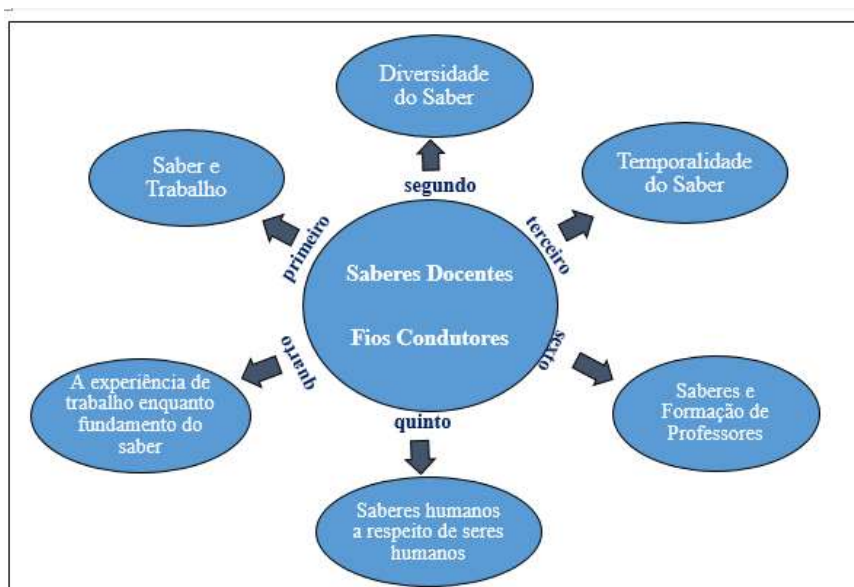 Diversidade
do Saber
Saber e
Trabalho
Temporalidade
do Saber
segundo
primeiro
terceiro
Saberes Docentes
Fios Condutores
quarto
sexto
A experiência de
trabalho enquanto
fundamento do
saber
Saberes e
Formação de
Professores
quinto
Saberes humanos
a respeito de seres
humanos